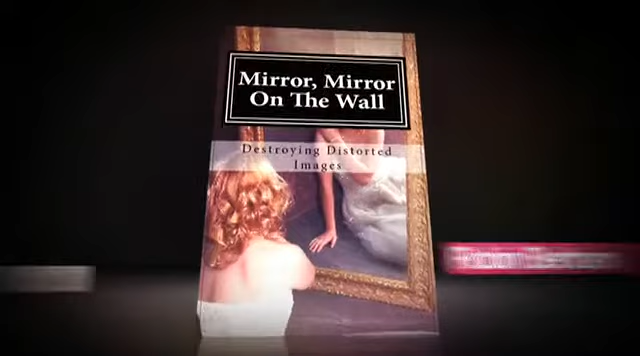 Mirror, Mirror
On The Wall
Destroying Distorted
Images